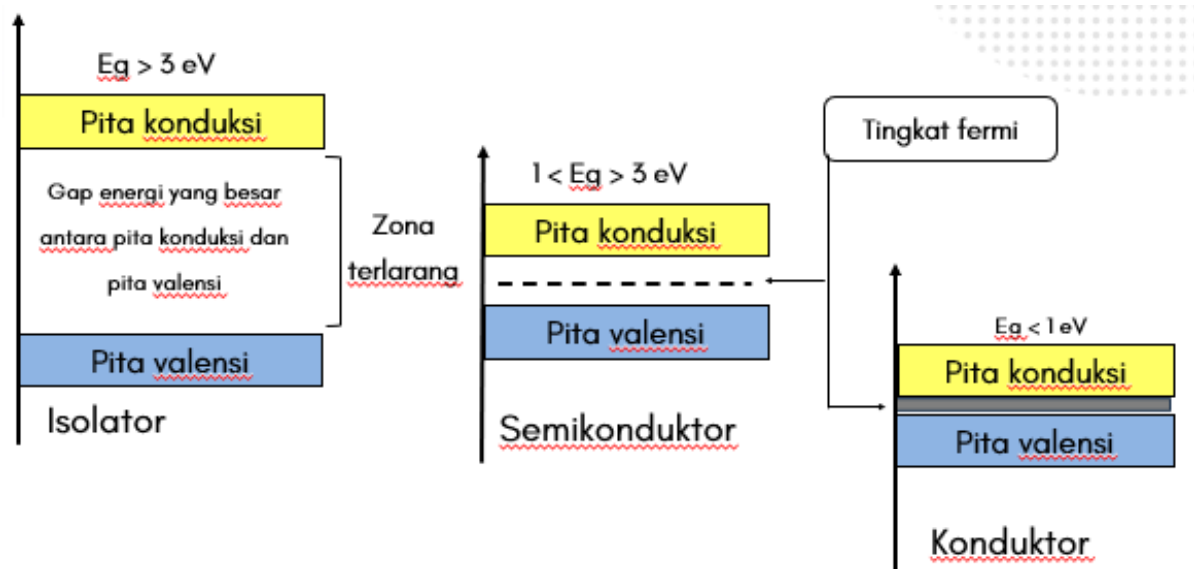 Eg > 3 eV
Pita konduksi
Gap energi yang besar
antara pita konduksi dan
pita valensi
Zona
terlarang
Pita valensi
Isolator
1 < Eg > 3 eV
Pita konduksi
Pita valensi
Semikonduktor
Tingkat fermi
Eg < 1 eV
Pita konduksi
Pita valensi
Konduktor